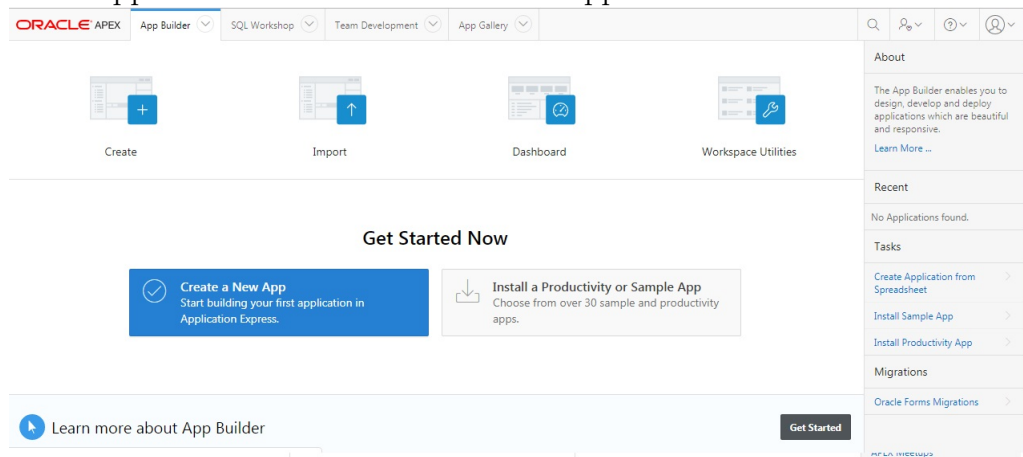 ORACLE APEX App Builder SQL Workshop Team Development App Gallery
Create
Import
Dashboard
Workspace Utilities
Get Started Now
Create a New App
Start building your first application in
Application Express.
Install a Productivity or Sample App
Choose from over 30 sample and productivity
apps.
Learn more about App Builder
Get Started
About
The App Builder enables you to
design, develop and deploy
applications which are beautiful
and responsive.
Learn More ...
Recent
No Applications found.
Tasks
Create Application from
Spreadsheet
Install Sample App
Install Productivity App
Migrations
Oracle Forms Migrations